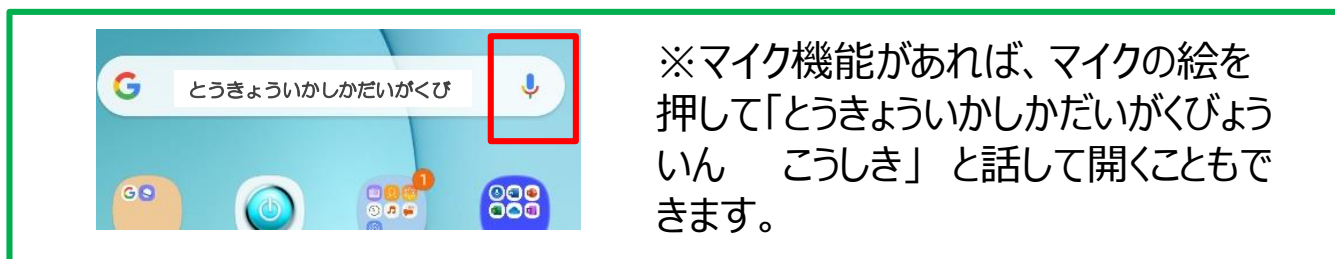 とうきょういかしかだいがくび
1
※マイク機能があれば、マイクの絵を
押して「とうきょういかしかだいがくびょう
いん　　こうしき」 と話して開くこともで
きます。